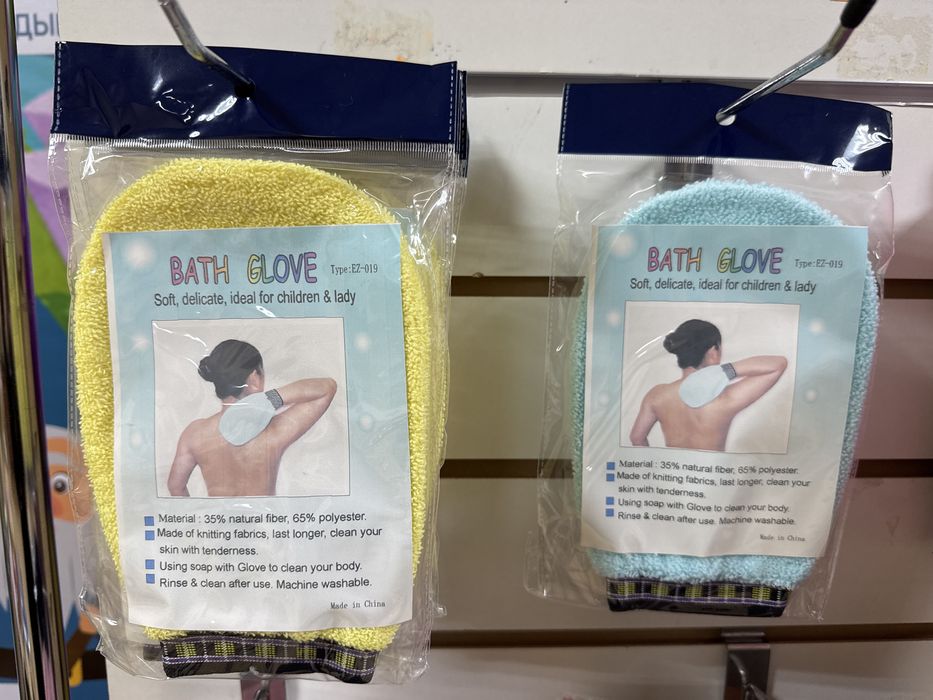 ДЫ
BATH GLOVE Type:EZ-019
Soft, delicate, ideal for children & lady
Material : 35% natural fiber, 65% polyester.
Made of knitting fabrics, last longer, clean your
skin with tenderness.
Using soap with Glove to clean your body.
Rinse & clean after use. Machine washable.
Made in China
BATH GLOVE Type:EZ-019
Soft, delicate, ideal for children & lady
Material : 35% natural fiber, 65% polyester.
Made of knitting fabrics, last longer, clean your
skin with tenderness.
Using soap with Glove to clean your body.
Rinse & clean after use. Machine washable.
Made in China